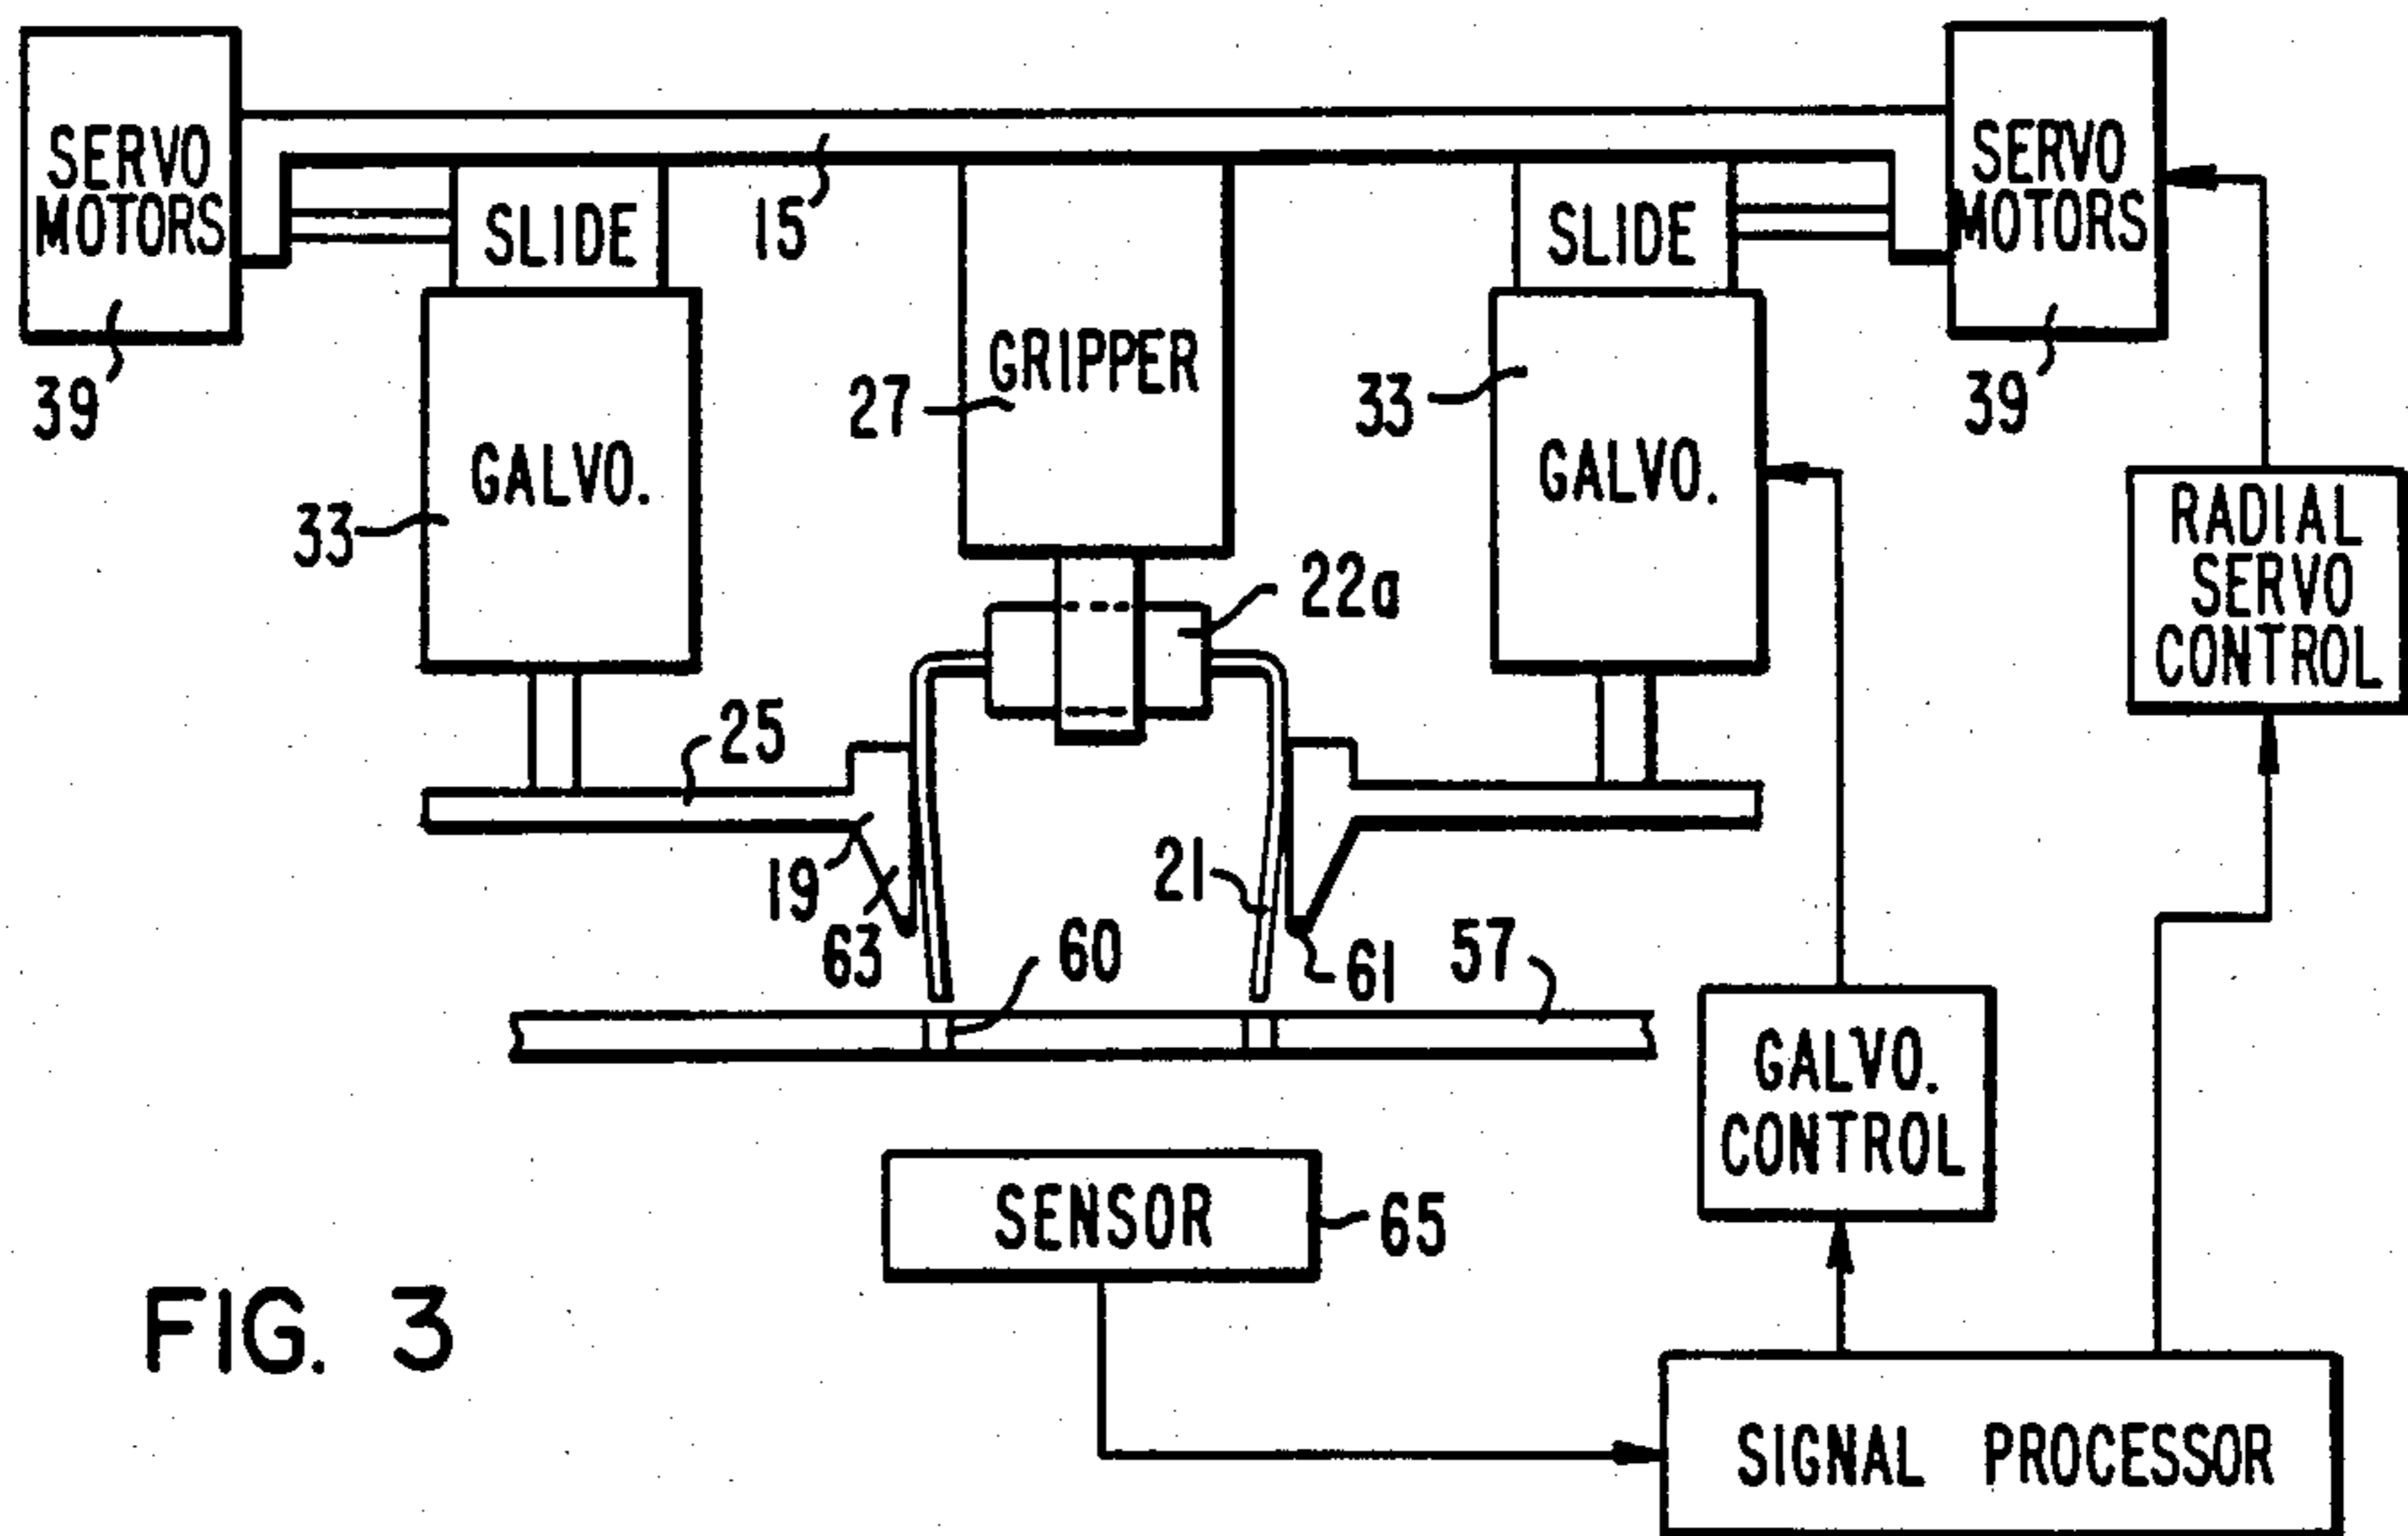 SERVO
MOTORS
39
15
SLIDE
SLIDE
SERVO
MOTORS
39
GRIPPER
27
GALVO.
33
33
GALVO.
RADIAL
SERVO
CONTROL
22a
25
19
63
21
60
61
57
GALVO.
CONTROL
SENSOR
65
FIG. 3
SIGNAL PROCESSOR